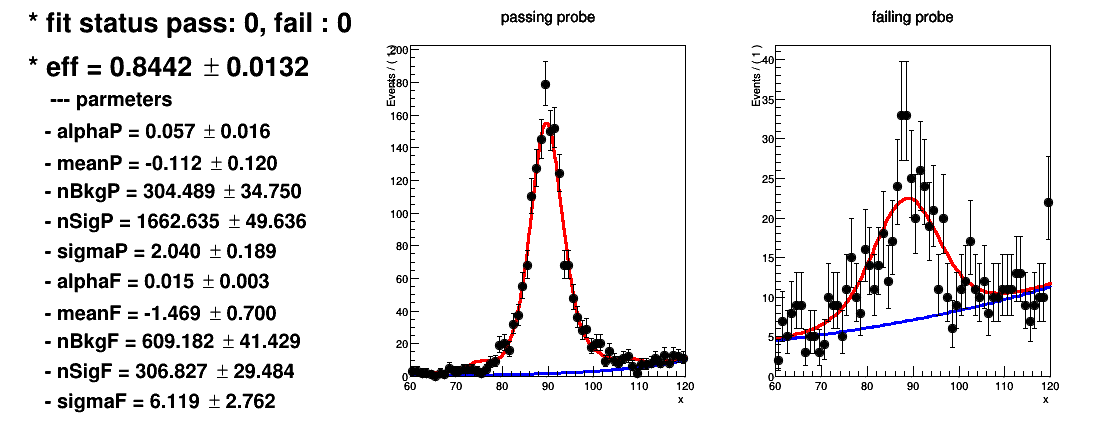 * fit status pass: 0, fail : 0
* eff = 0.8442 ± 0.0132
--- parmeters
- alphaP = 0.057 ± 0.016
- meanP = -0.112 ± 0.120
- nBkgP = 304.489 ± 34.750
- nSigP = 1662.635 ± 49.636
- sigmaP = 2.040 ± 0.189
- alphaF = 0.015 ± 0.003
- meanF = -1.469 ± 0.700
- nBkgF = 609.182 ± 41.429
- nSigF = 306.827 ± 29.484
- sigmaF = 6.119 ± 2.762
passing probe
Events / ( 1 )
200
180
160
140
120
100
80
60
40
20
0
60 70 80 90 100 110 120
x
failing probe
Events / ( 1 )
40
35
30
25
20
15
10
5
0
60 70 80 90 100 110 120
x